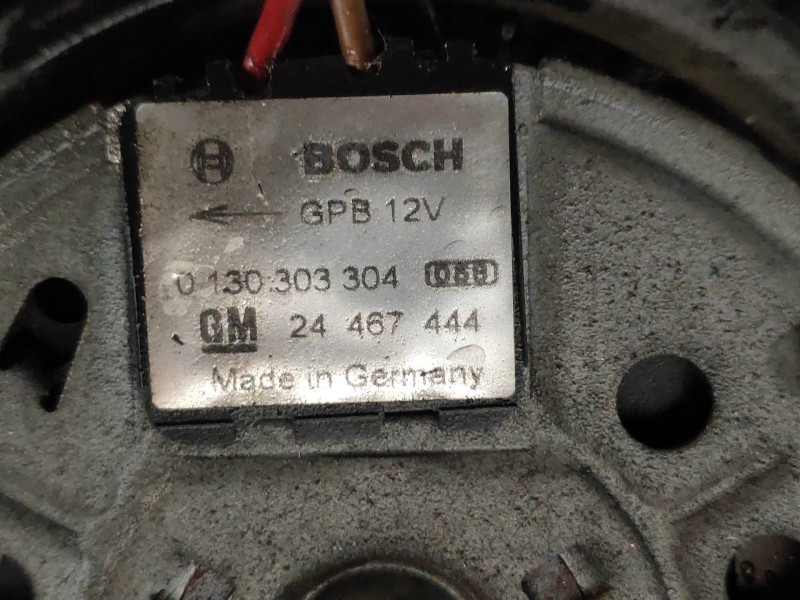 BOSCH
GPB 12V
0 130 303 304
GM 24 467 444
Made in Germany